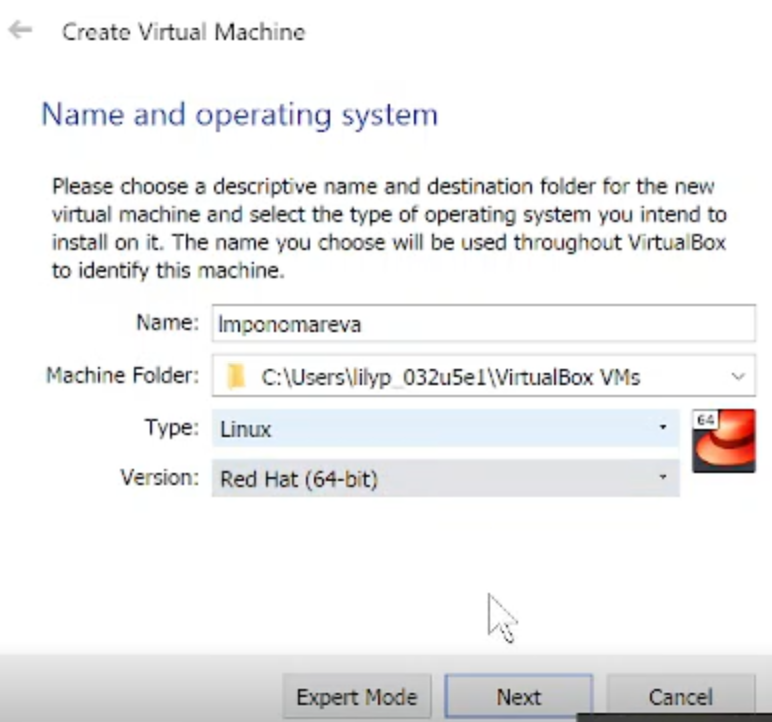 Create Virtual Machine
Name and operating system
Please choose a descriptive name and destination folder for the new
virtual machine and select the type of operating system you intend to
install on it. The name you choose will be used throughout VirtualBox
to identify this machine.
Name: lmponomareva
Machine Folder: C:\Users\lilyp_032u5e1\VirtualBox VMs
Type: Linux
64
Version: Red Hat (64-bit)
Expert Mode Next Cancel